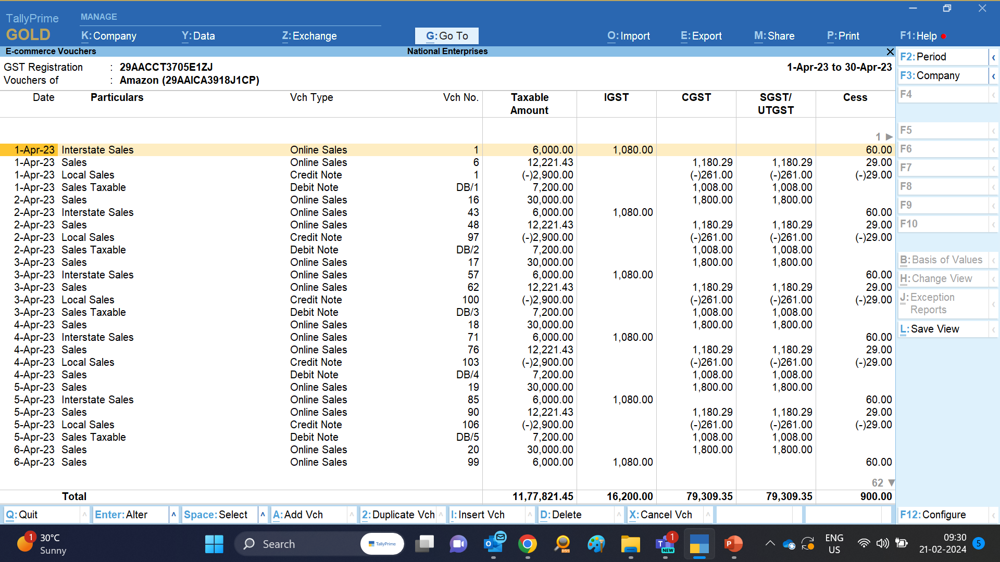 TallyPrime
GOLD
MANAGE
K:Company Y:Data Z:Exchange G:Go To O:Import E:Export M:Share P:Print F1:Help
E-commerce Vouchers National Enterprises
GST Registration : 29AACCT3705E1ZJ 1-Apr-23 to 30-Apr-23
Vouchers of : Amazon (29AAICA3918J1CP)
Date Particulars Vch Type Vch No. Taxable Amount IGST CGST SGST/ UTGST Cess
1
1-Apr-23 Interstate Sales Online Sales 1 6,000.00 1,080.00 60.00
1-Apr-23 Sales Online Sales 6 12,221.43 1,180.29 1,180.29 29.00
1-Apr-23 Local Sales Credit Note 1 (-)2,900.00 (-)261.00 (-)261.00 (-)29.00
1-Apr-23 Sales Taxable Debit Note DB/1 7,200.00 1,008.00 1,008.00
2-Apr-23 Sales Online Sales 16 30,000.00 1,800.00 1,800.00
2-Apr-23 Interstate Sales Online Sales 43 6,000.00 1,080.00 60.00
2-Apr-23 Sales Online Sales 48 12,221.43 1,180.29 1,180.29 29.00
2-Apr-23 Local Sales Credit Note 97 (-)2,900.00 (-)261.00 (-)261.00 (-)29.00
2-Apr-23 Sales Taxable Debit Note DB/2 7,200.00 1,008.00 1,008.00
3-Apr-23 Sales Online Sales 17 30,000.00 1,800.00 1,800.00
3-Apr-23 Interstate Sales Online Sales 57 6,000.00 1,080.00 60.00
3-Apr-23 Sales Online Sales 62 12,221.43 1,180.29 1,180.29 29.00
3-Apr-23 Local Sales Credit Note 100 (-)2,900.00 (-)261.00 (-)261.00 (-)29.00
3-Apr-23 Sales Taxable Debit Note DB/3 7,200.00 1,008.00 1,008.00
4-Apr-23 Sales Online Sales 18 30,000.00 1,800.00 1,800.00
4-Apr-23 Interstate Sales Online Sales 71 6,000.00 1,080.00 60.00
4-Apr-23 Sales Online Sales 76 12,221.43 1,180.29 1,180.29 29.00
4-Apr-23 Local Sales Credit Note 103 (-)2,900.00 (-)261.00 (-)261.00 (-)29.00
4-Apr-23 Sales Debit Note DB/4 7,200.00 1,008.00 1,008.00
5-Apr-23 Sales Online Sales 19 30,000.00 1,800.00 1,800.00
5-Apr-23 Interstate Sales Online Sales 85 6,000.00 1,080.00 60.00
5-Apr-23 Sales Online Sales 90 12,221.43 1,180.29 1,180.29 29.00
5-Apr-23 Local Sales Credit Note 106 (-)2,900.00 (-)261.00 (-)261.00 (-)29.00
5-Apr-23 Sales Taxable Debit Note DB/5 7,200.00 1,008.00 1,008.00
6-Apr-23 Sales Online Sales 20 30,000.00 1,800.00 1,800.00
6-Apr-23 Sales Online Sales 99 6,000.00 1,080.00 60.00
62
Total 11,77,821.45 16,200.00 79,309.35 79,309.35 900.00
F2:Period
F3:Company
F4
F5
F6
F7
F8
F9
F10
B:Basis of Values
H:Change View
J:Exception
Reports
L:Save View
Q:Quit Enter:Alter Space:Select A:Add Vch 2:Duplicate Vch I:Insert Vch D:Delete X:Cancel Vch F12:Configure
1 30°C
Sunny
Search TallyPrime
1
NEW
ENG
US
09:30
21-02-2024
5